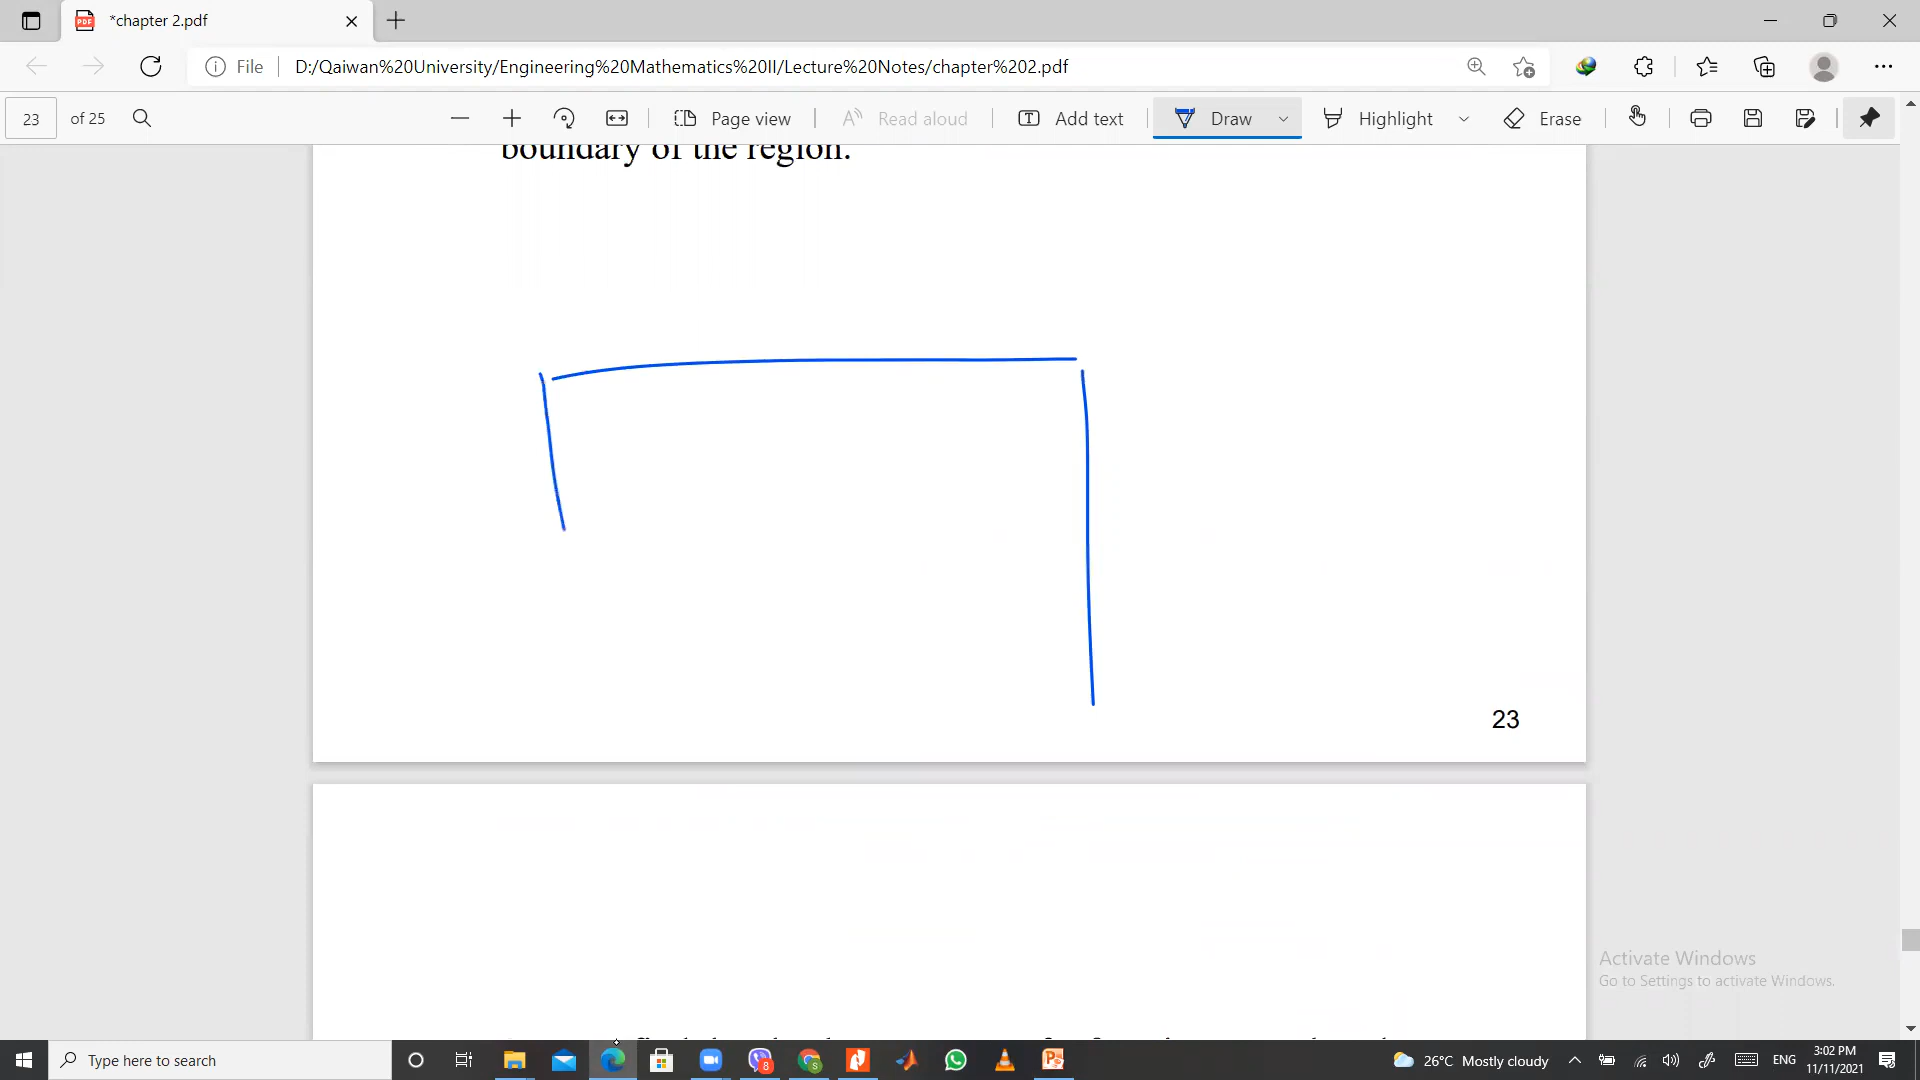 *chapter 2.pdf
File
D:/Qaiwan%20University/Engineering%20Mathematics%20II/Lecture%20Notes/chapter%202.pdf
23 of 25
Page view
Read aloud
Add text
Draw
Highlight
Erase
boundary of the region.
23
Activate Windows
Go to Settings to activate Windows.
Type here to search
8
26°C Mostly cloudy
ENG
3:02 PM
11/11/2021